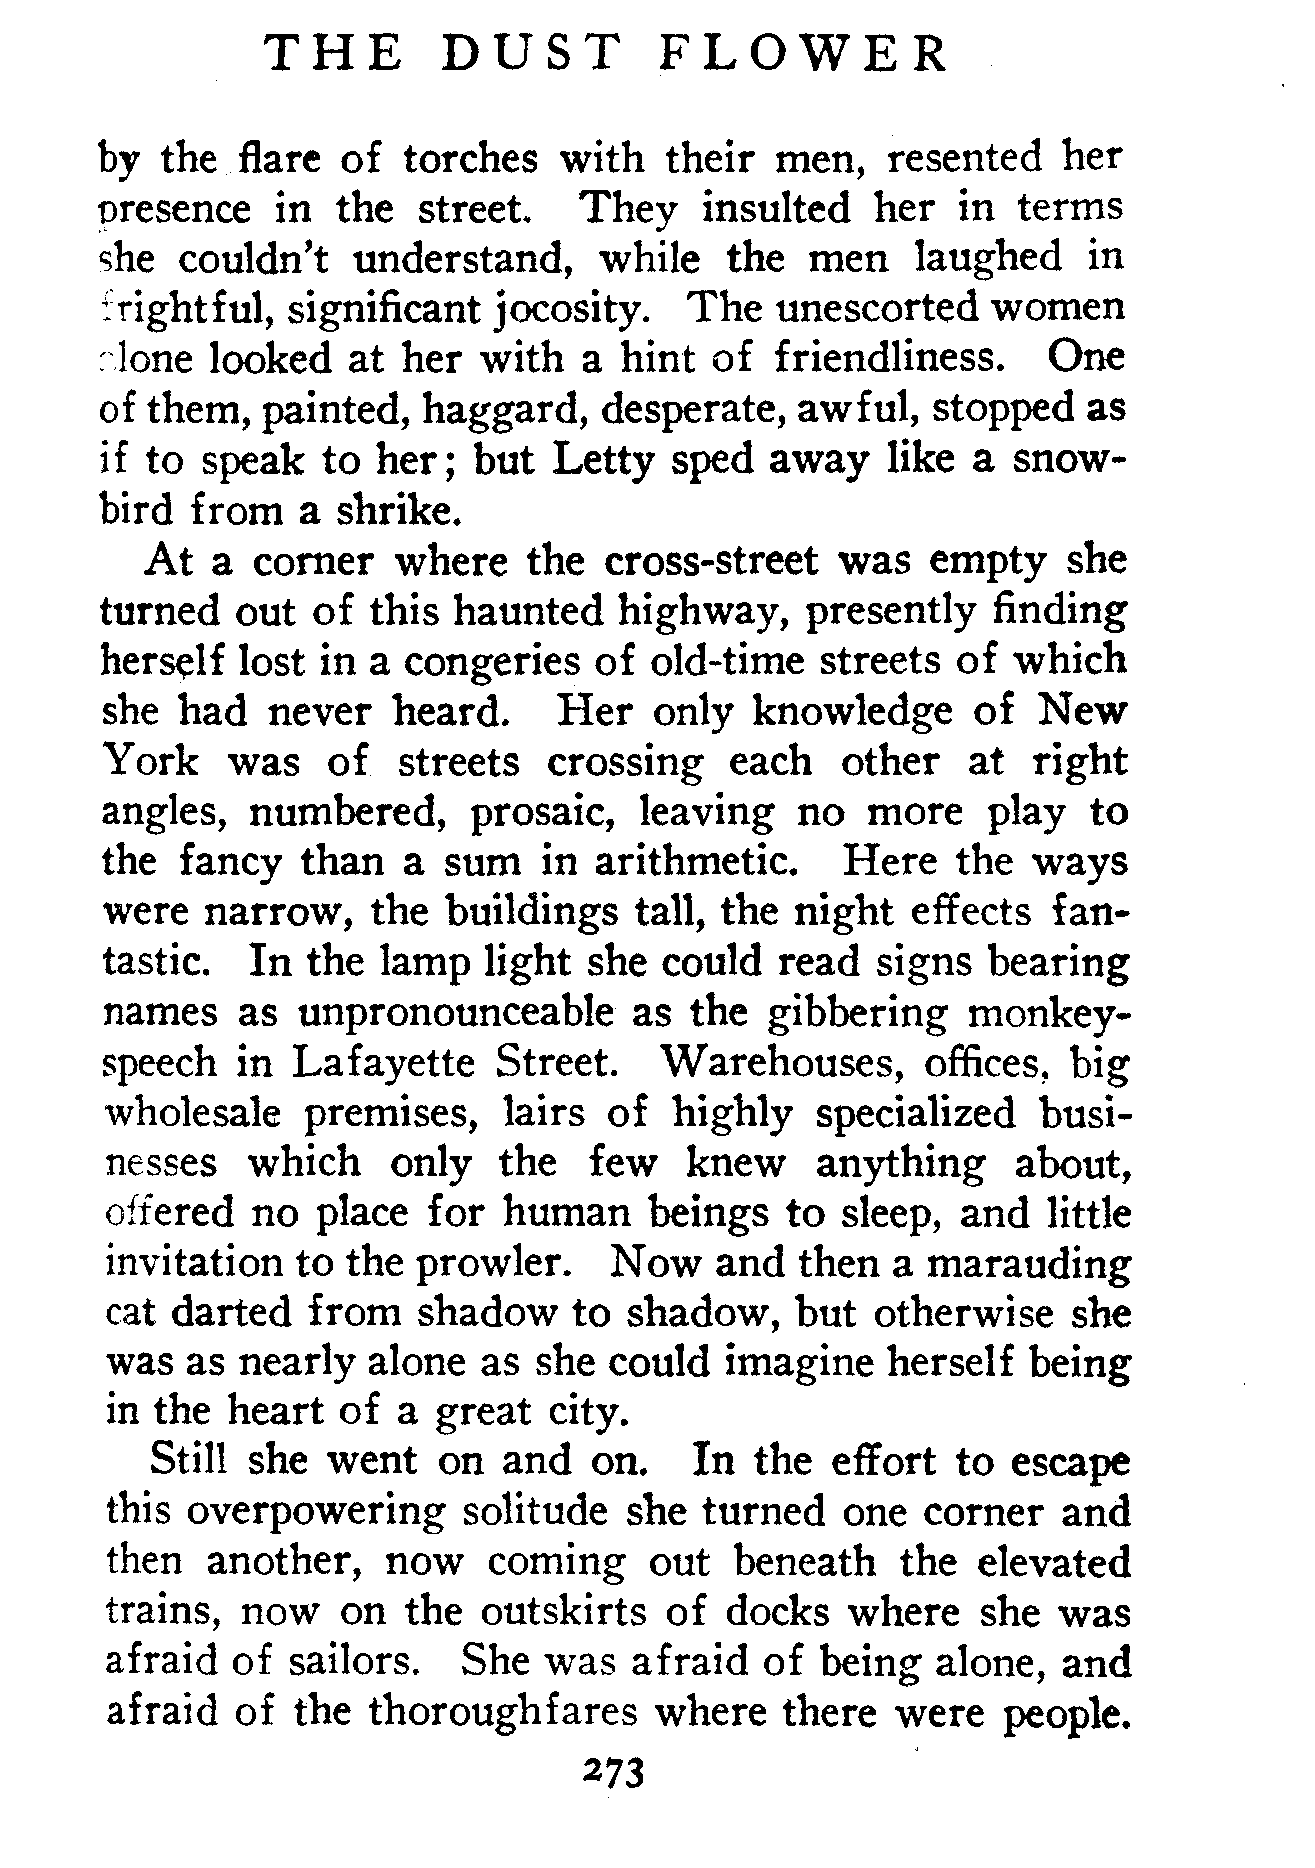 THE DUST FLOWER
by the flare of torches with their men, resented her
presence in the street. They insulted her in terms
she couldn't understand, while the men laughed in
frightful, significant jocosity. The unescorted women
alone looked at her with a hint of friendliness. One
of them, painted, haggard, desperate, awful, stopped as
if to speak to her; but Letty sped away like a snow-
bird from a shrike.
At a corner where the cross-street was empty she
turned out of this haunted highway, presently finding
herself lost in a congeries of old-time streets of which
she had never heard. Her only knowledge of New
York was of streets crossing each other at right
angles, numbered, prosaic, leaving no more play to
the fancy than a sum in arithmetic. Here the ways
were narrow, the buildings tall, the night effects fan-
tastic. In the lamp light she could read signs bearing
names as unpronounceable as the gibbering monkey-
speech in Lafayette Street. Warehouses, offices, big
wholesale premises, lairs of highly specialized busi-
nesses which only the few knew anything about,
offered no place for human beings to sleep, and little
invitation to the prowler. Now and then a marauding
cat darted from shadow to shadow, but otherwise she
was as nearly alone as she could imagine herself being
in the heart of a great city.
Still she went on and on. In the effort to escape
this overpowering solitude she turned one corner and
then another, now coming out beneath the elevated
trains, now on the outskirts of docks where she was
afraid of sailors. She was afraid of being alone, and
afraid of the thoroughfares where there were people.
273